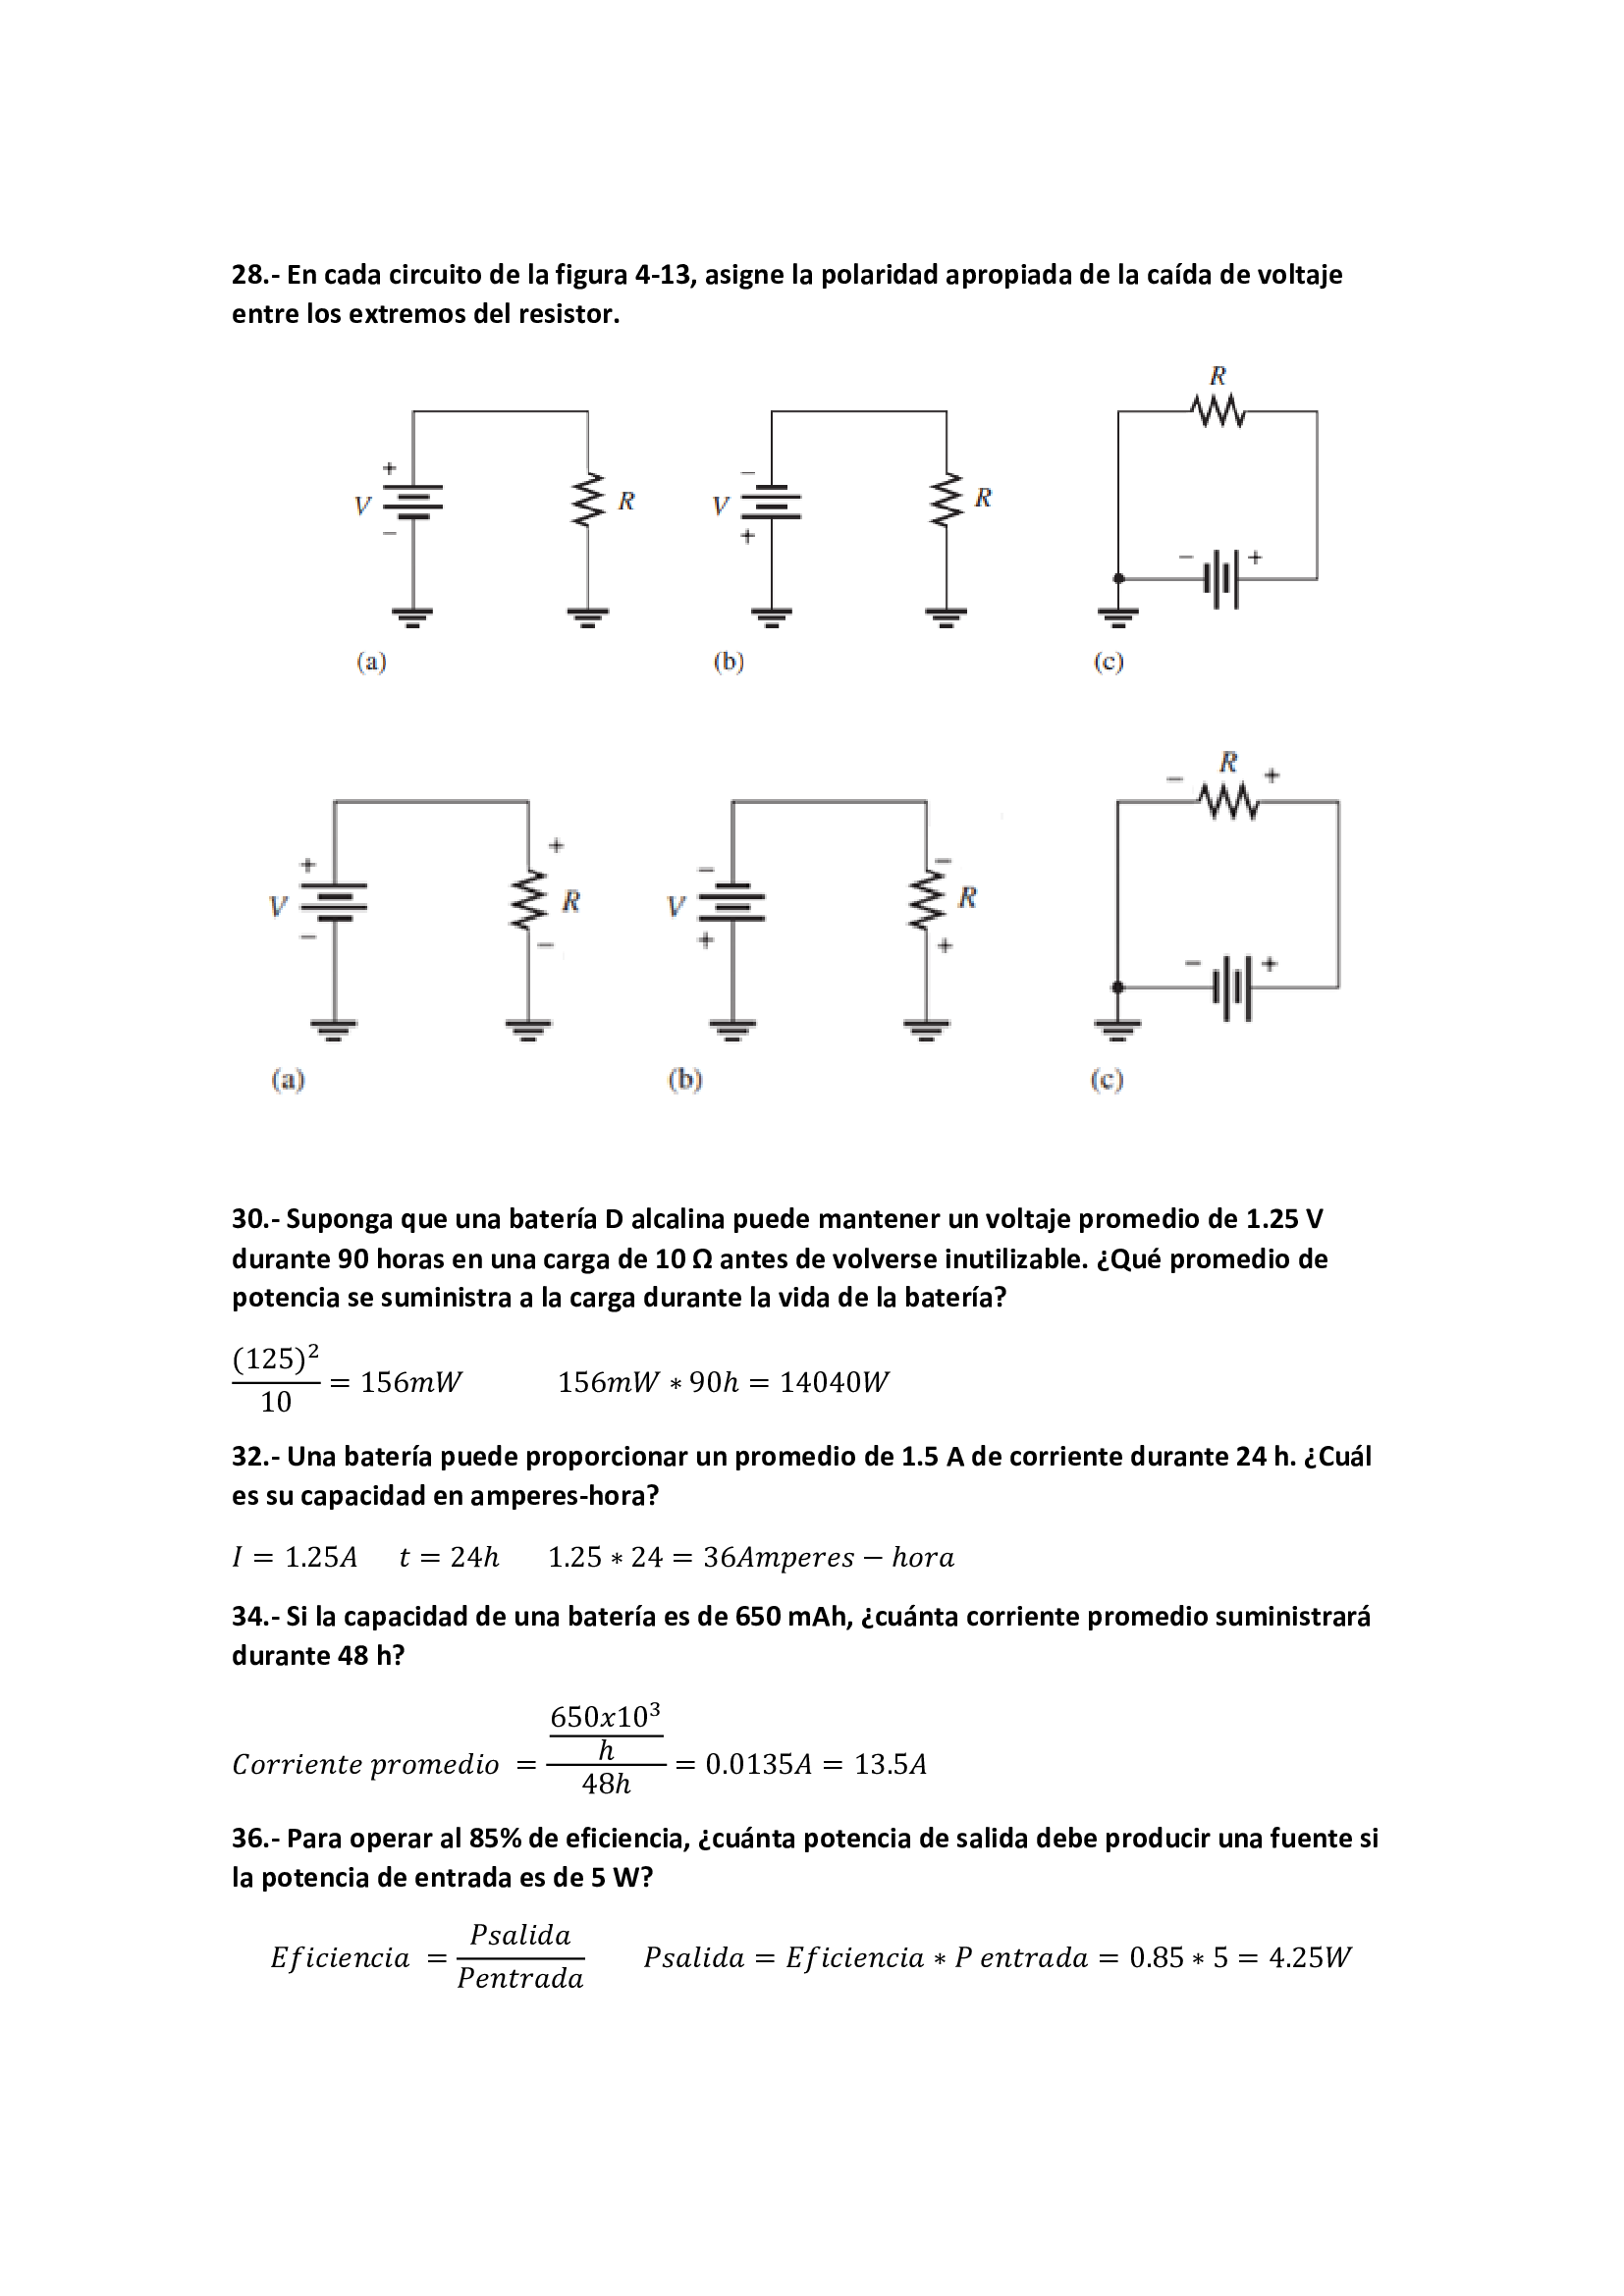 28.- En cada circuito de la figura 4-13, asigne la polaridad apropiada de la caída de voltaje
entre los extremos del resistor.
R
+ V − R
− V + R
− +
(a) (b) (c)
− R +
+ V − + R −
− V + − R +
− +
(a) (b) (c)
30.- Suponga que una batería D alcalina puede mantener un voltaje promedio de 1.25 V
durante 90 horas en una carga de 10 Ω antes de volverse inutilizable. ¿Qué promedio de
potencia se suministra a la carga durante la vida de la batería?
(125)²/10 = 156mW 156mW ∗ 90h = 14040W
32.- Una batería puede proporcionar un promedio de 1.5 A de corriente durante 24 h. ¿Cuál
es su capacidad en amperes-hora?
I = 1.25A t = 24h 1.25 ∗ 24 = 36Amperes − hora
34.- Si la capacidad de una batería es de 650 mAh, ¿cuánta corriente promedio suministrará
durante 48 h?
Corriente promedio = (650x10³/h)/48h = 0.0135A = 13.5A
36.- Para operar al 85% de eficiencia, ¿cuánta potencia de salida debe producir una fuente si
la potencia de entrada es de 5 W?
Eficiencia = Psalida/Pentrada Psalida = Eficiencia ∗ P entrada = 0.85 ∗ 5 = 4.25W